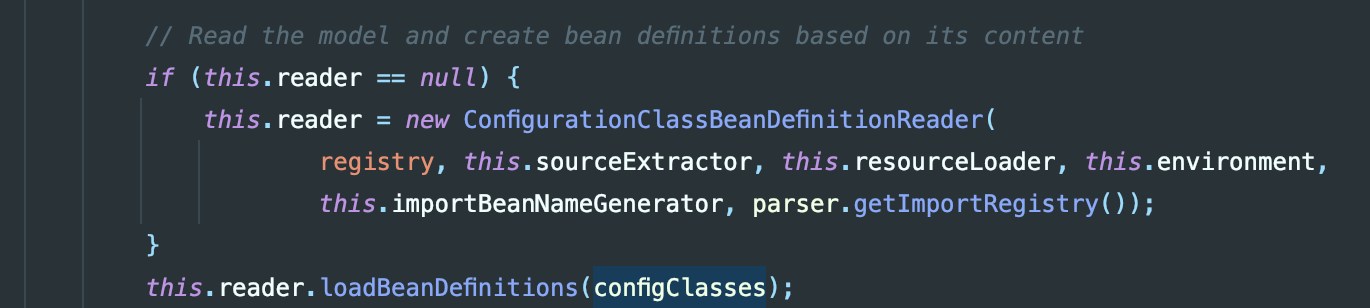 // Read the model and create bean definitions based on its content
if (this.reader == null) {
this.reader = new ConfigurationClassBeanDefinitionReader(
registry, this.sourceExtractor, this.resourceLoader, this.environment,
this.importBeanNameGenerator, parser.getImportRegistry());
}
this.reader.loadBeanDefinitions(configClasses);